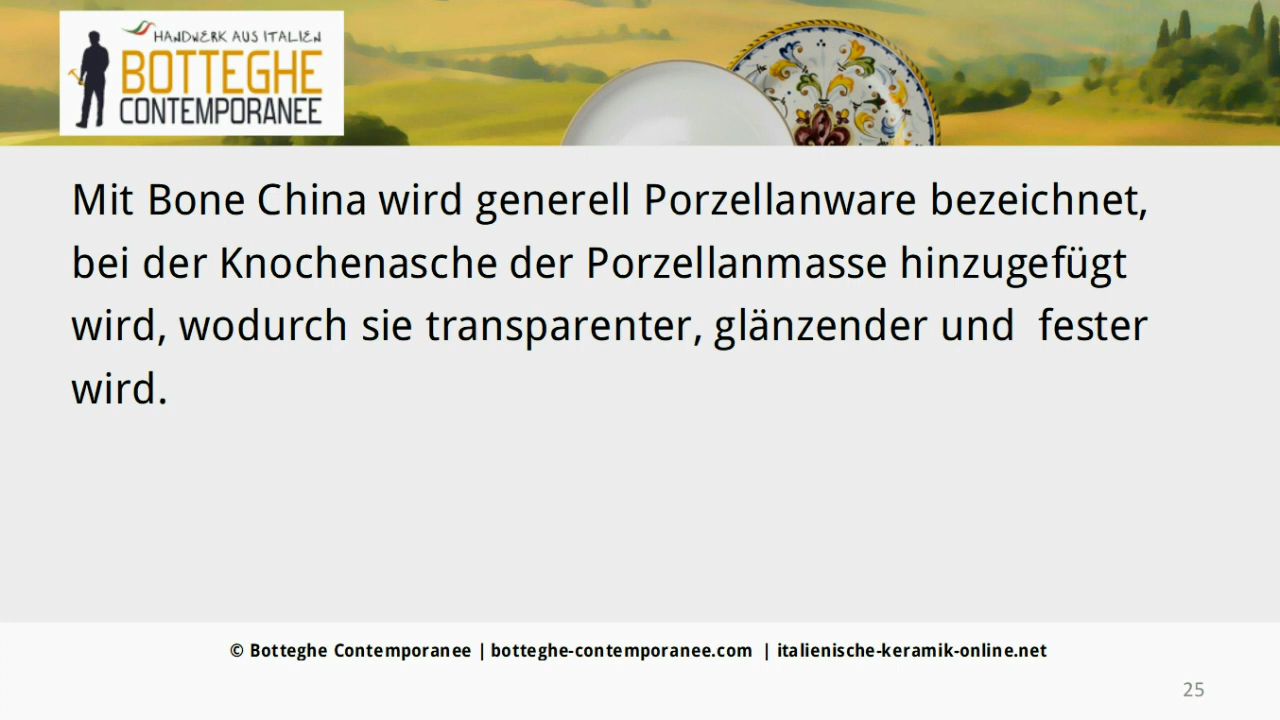 HANDWERK AUS ITALIEN
BOTTEGHE
CONTEMPORANEE
Mit Bone China wird generell Porzellanware bezeichnet,
bei der Knochenasche der Porzellanmasse hinzugefügt
wird, wodurch sie transparenter, glänzender und  fester
wird.
© Botteghe Contemporanee | botteghe-contemporanee.com  | italienische-keramik-online.net
25